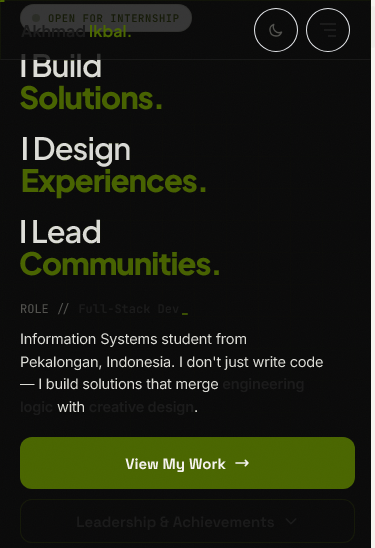 OPEN FOR INTERNSHIP
Akhmad Ikbal.
I Build
Solutions.
I Design
Experiences.
I Lead
Communities.
ROLE // Full-Stack Dev_
Information Systems student from
Pekalongan, Indonesia. I don't just write code
— I build solutions that merge engineering
logic with creative design.
View My Work →
Leadership & Achievements